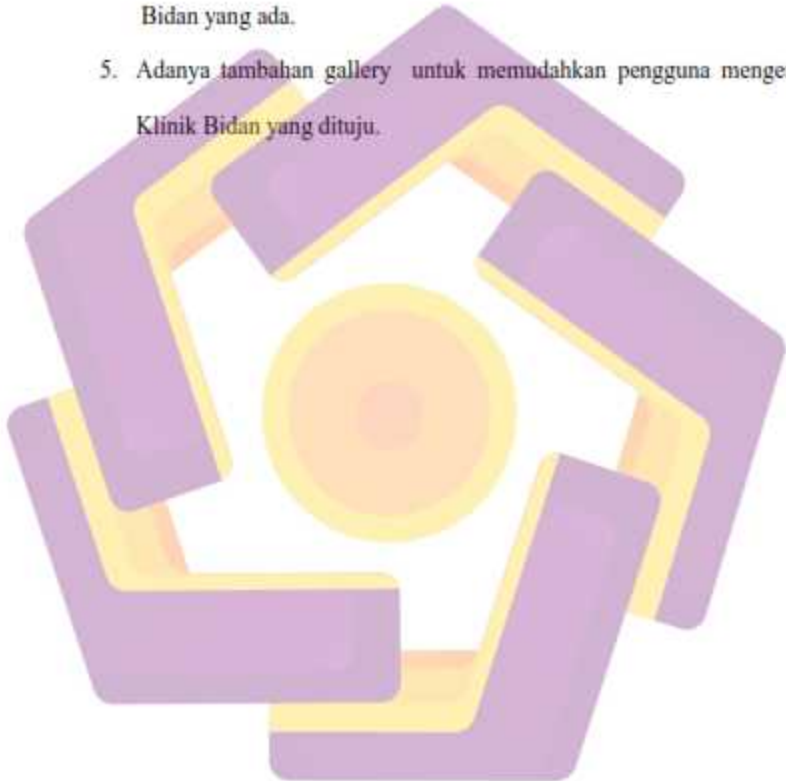 Bidan yang ada.
5. Adanya tambahan gallery untuk memudahkan pengguna menge
Klinik Bidan yang dituju.